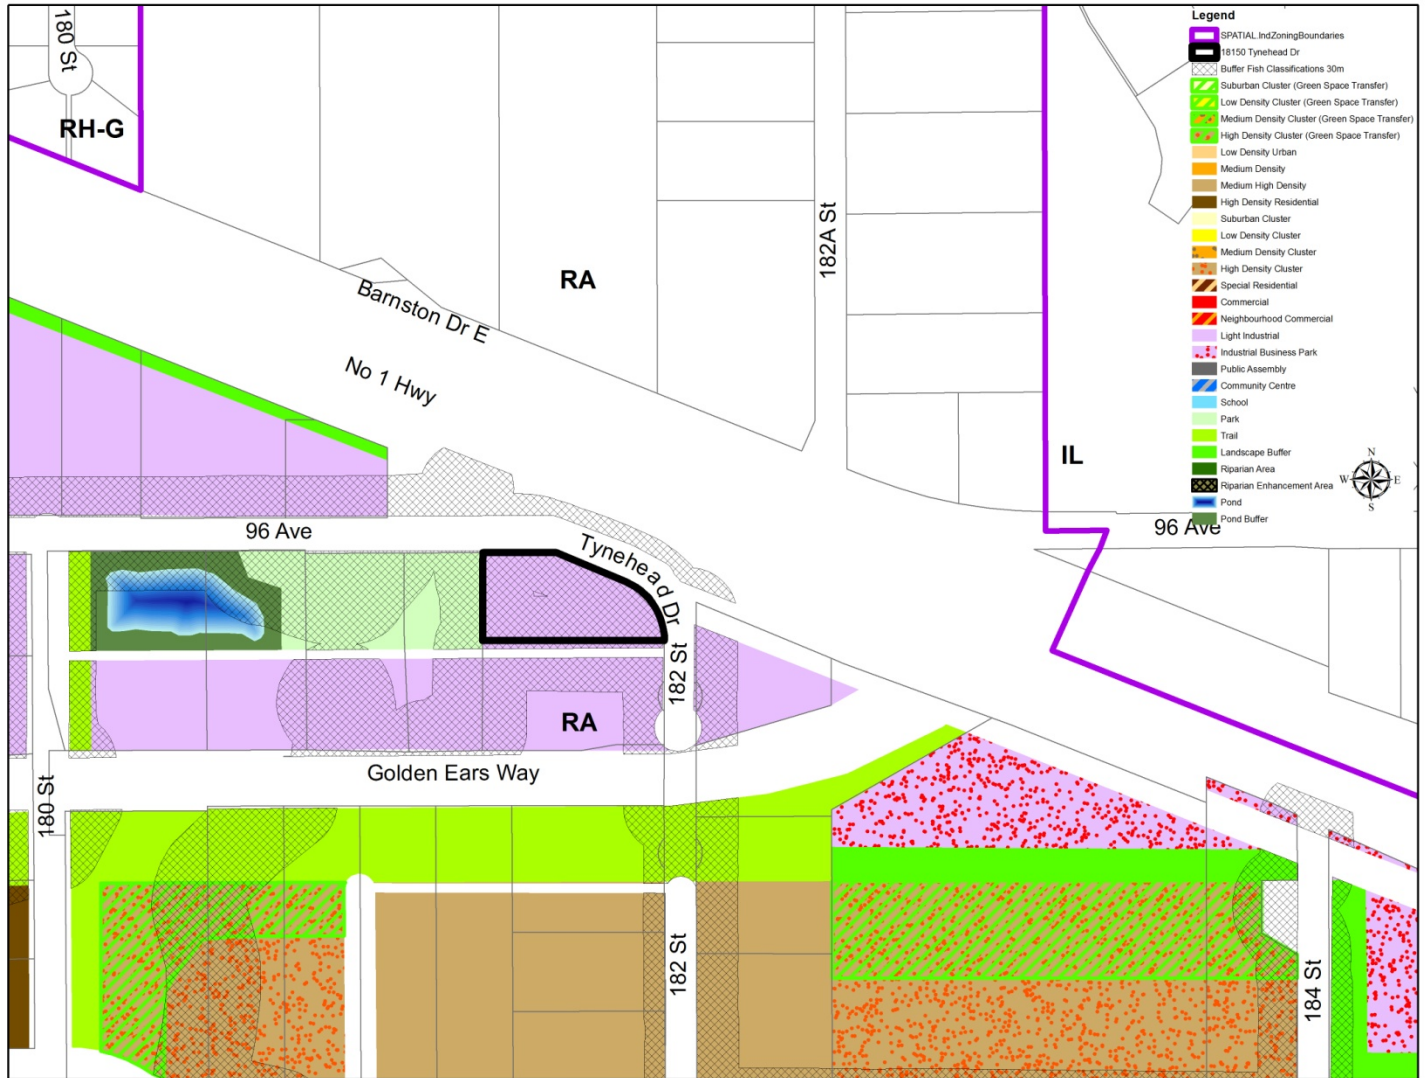 180 St
RH-G
RA
182A St
Barnston Dr E
No 1 Hwy
IL
96 Ave
96 Ave
Tynehead Dr
182 St
RA
Golden Ears Way
180 St
182 St
184 St
Legend
SPATIAL.IndZoningBoundaries
18150 Tynehead Dr
Buffer Fish Classifications 30m
Suburban Cluster (Green Space Transfer)
Low Density Cluster (Green Space Transfer)
Medium Density Cluster (Green Space Transfer)
High Density Cluster (Green Space Transfer)
Low Density Urban
Medium Density
Medium High Density
High Density Residential
Suburban Cluster
Low Density Cluster
Medium Density Cluster
High Density Cluster
Special Residential
Commercial
Neighbourhood Commercial
Light Industrial
Industrial Business Park
Public Assembly
Community Centre
School
Park
Trail
Landscape Buffer
Riparian Area
Riparian Enhancement Area
Pond
Pond Buffer
N
W
E
S